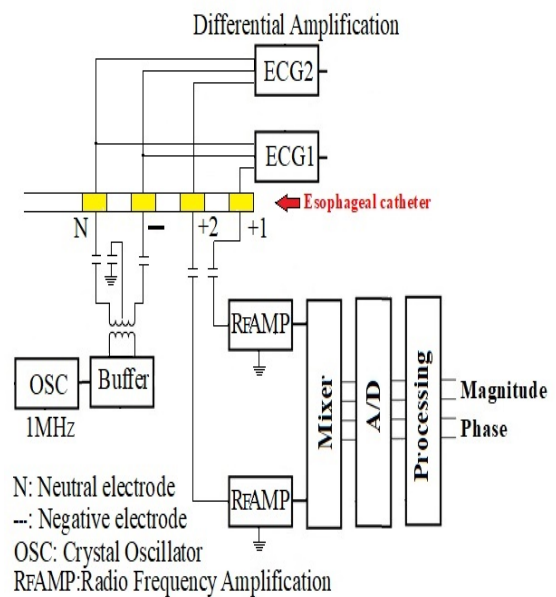 Differential Amplification
ECG2
ECG1
Esophageal catheter
N
−
+2
+1
RFAMP
OSC
Buffer
1MHz
Mixer
A/D
Processing
Magnitude
Phase
RFAMP
N: Neutral electrode
---: Negative electrode
OSC: Crystal Oscillator
RFAMP:Radio Frequency Amplification